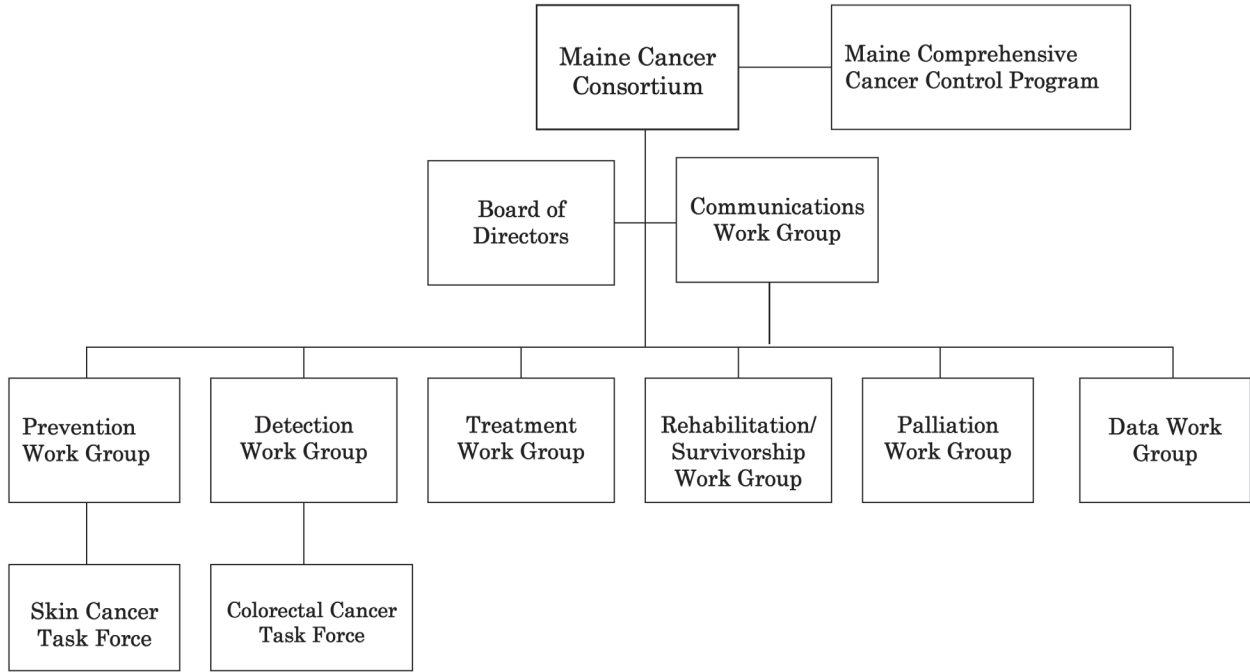 Maine Cancer
Consortium
Maine Comprehensive
Cancer Control Program
Board of
Directors
Communications
Work Group
Prevention
Work Group
Detection
Work Group
Treatment
Work Group
Rehabilitation/
Survivorship
Work Group
Palliation
Work Group
Data Work
Group
Skin Cancer
Task Force
Colorectal Cancer
Task Force